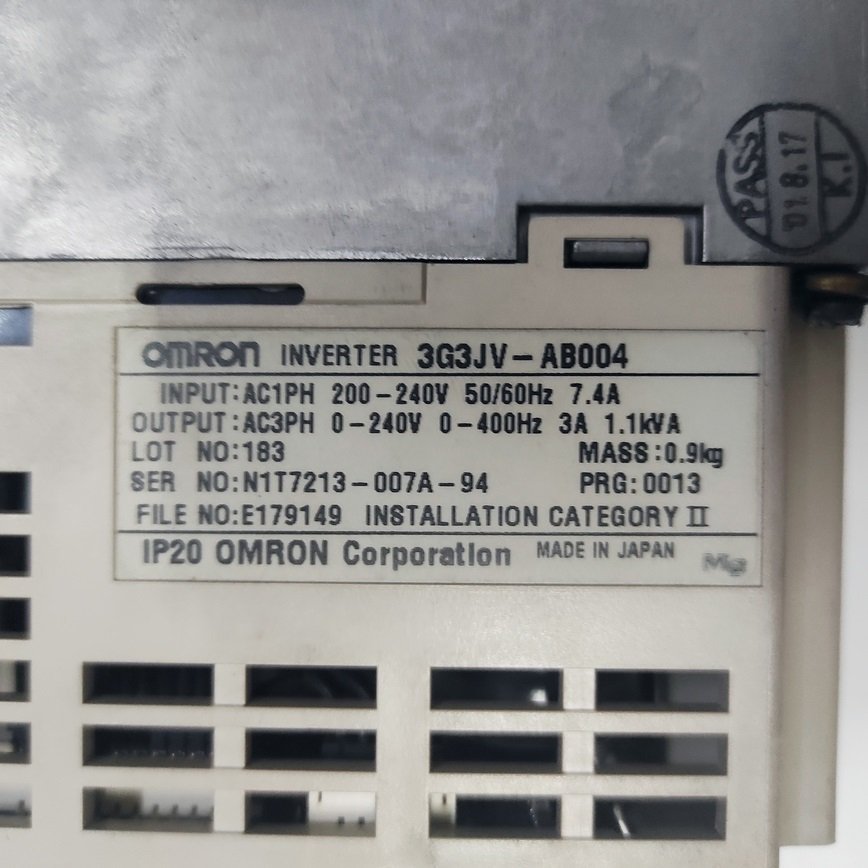 PASS
'01.8.17
K.I
OMRON INVERTER 3G3JV-AB004
INPUT:AC1PH 200-240V 50/60Hz 7.4A
OUTPUT:AC3PH 0-240V 0-400Hz 3A 1.1kVA
LOT NO:183 MASS:0.9kg
SER NO:N1T7213-007A-94 PRG:0013
FILE NO:E179149 INSTALLATION CATEGORY II
IP20 OMRON Corporation MADE IN JAPAN Mg